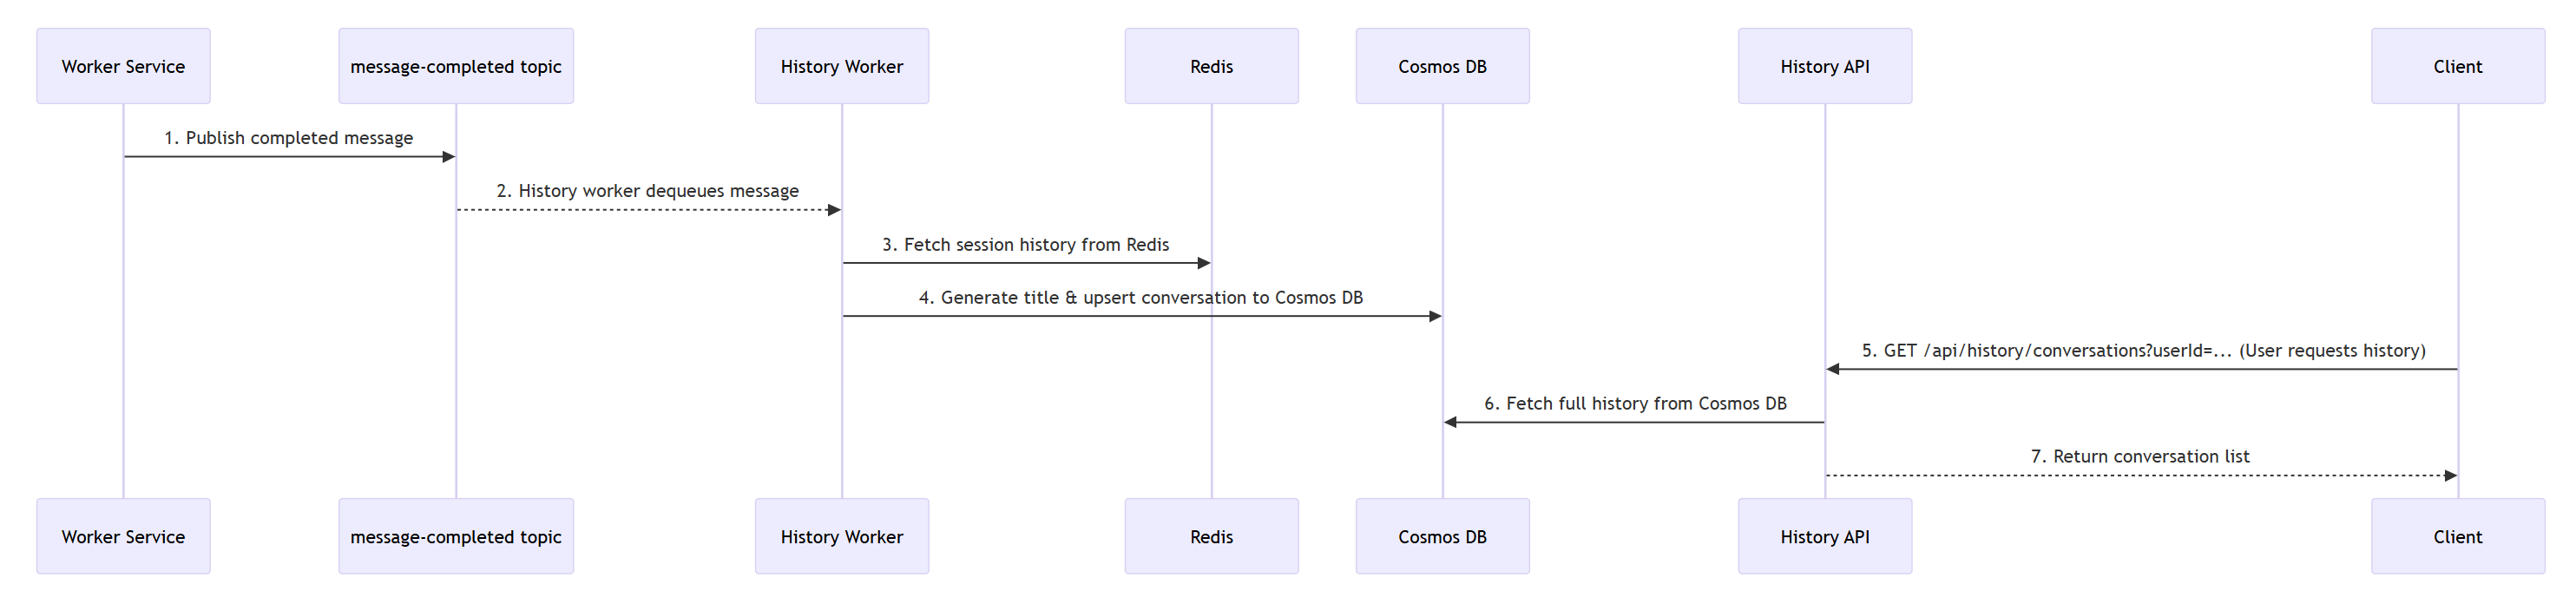 Worker Service
message-completed topic
History Worker
Redis
Cosmos DB
History API
Client
1. Publish completed message
2. History worker dequeues message
3. Fetch session history from Redis
4. Generate title & upsert conversation to Cosmos DB
5. GET /api/history/conversations?userId=... (User requests history)
6. Fetch full history from Cosmos DB
7. Return conversation list
Worker Service
message-completed topic
History Worker
Redis
Cosmos DB
History API
Client